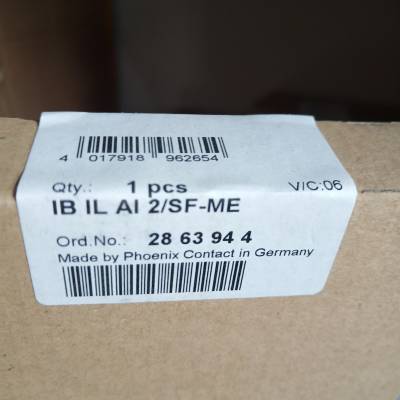 4 017918 962654
Qty.: 1 pcs V/C:06
IB IL AI 2/SF-ME
Ord.No.: 28 63 94 4
Made by Phoenix Contact in Germany